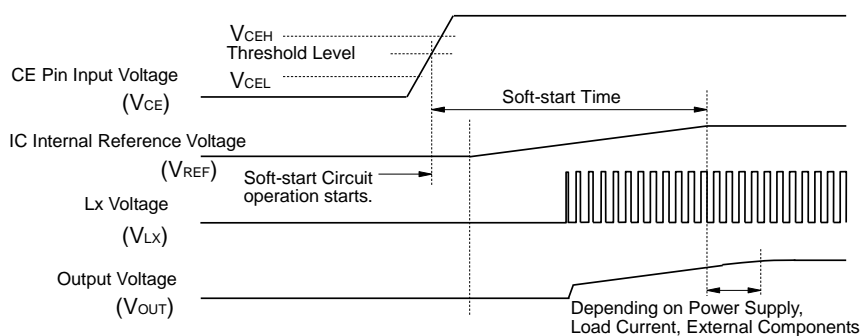 VCEH
Threshold Level
VCEL
CE Pin Input Voltage
(VCE)
Soft-start Time
IC Internal Reference Voltage
(VREF)
Soft-start Circuit
operation starts.
Lx Voltage
(VLX)
Output Voltage
(VOUT)
Depending on Power Supply,
Load Current, External Components